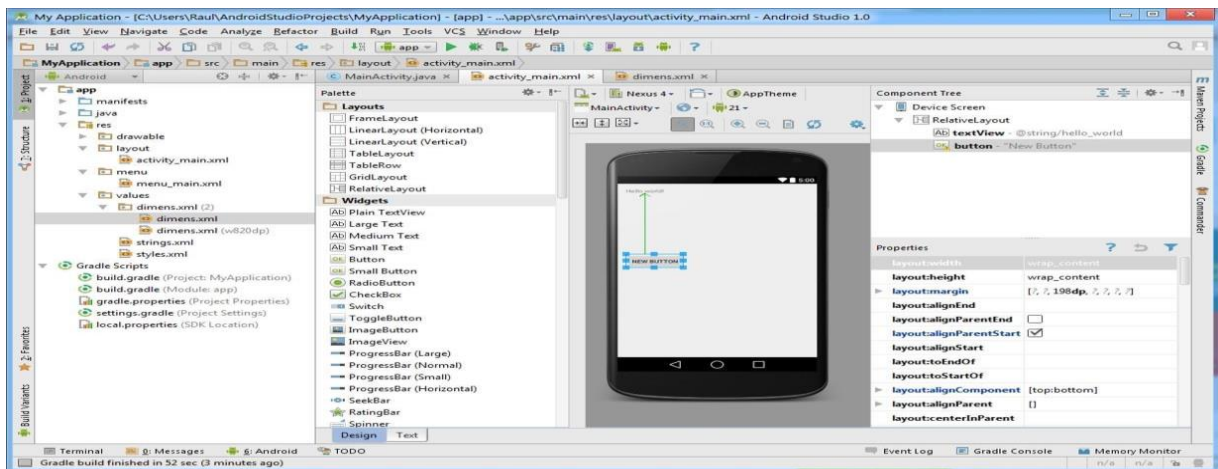 My Application - [C:\Users\Raul\AndroidStudioProjects\MyApplication] - [app] - ...\app\src\main\res\layout\activity_main.xml - Android Studio 1.0
File Edit View Navigate Code Analyze Refactor Build Run Tools VCS Window Help
app
MyApplication app src main res layout activity_main.xml
1: Project
Z: Structure
2: Favorites
Build Variants
Android
app
manifests
java
res
drawable
layout
activity_main.xml
menu
menu_main.xml
values
dimens.xml (2)
dimens.xml
dimens.xml (w820dp)
strings.xml
styles.xml
Gradle Scripts
build.gradle (Project: MyApplication)
build.gradle (Module: app)
gradle.properties (Project Properties)
settings.gradle (Project Settings)
local.properties (SDK Location)
MainActivity.java activity_main.xml dimens.xml
Palette
Layouts
FrameLayout
LinearLayout (Horizontal)
LinearLayout (Vertical)
TableLayout
TableRow
GridLayout
RelativeLayout
Widgets
Plain TextView
Large Text
Medium Text
Small Text
Button
Small Button
RadioButton
CheckBox
Switch
ToggleButton
ImageButton
ImageView
ProgressBar (Large)
ProgressBar (Normal)
ProgressBar (Small)
ProgressBar (Horizontal)
SeekBar
RatingBar
Spinner
Design Text
Nexus 4 AppTheme
MainActivity 21
5:00
Hello world!
NEW BUTTON
Component Tree
Device Screen
RelativeLayout
textView - @string/hello_world
button - "New Button"
Properties
layout:width wrap_content
layout:height wrap_content
layout:margin [?, ?, 198dp, ?, ?, ?, ?]
layout:alignEnd
layout:alignParentEnd
layout:alignParentStart
layout:alignStart
layout:toEndOf
layout:toStartOf
layout:alignComponent [top:bottom]
layout:alignParent []
layout:centerInParent
Maven Projects
Gradle
Commander
Terminal 0: Messages 6: Android TODO
Event Log Gradle Console Memory Monitor
Gradle build finished in 52 sec (3 minutes ago)
n/a n/a